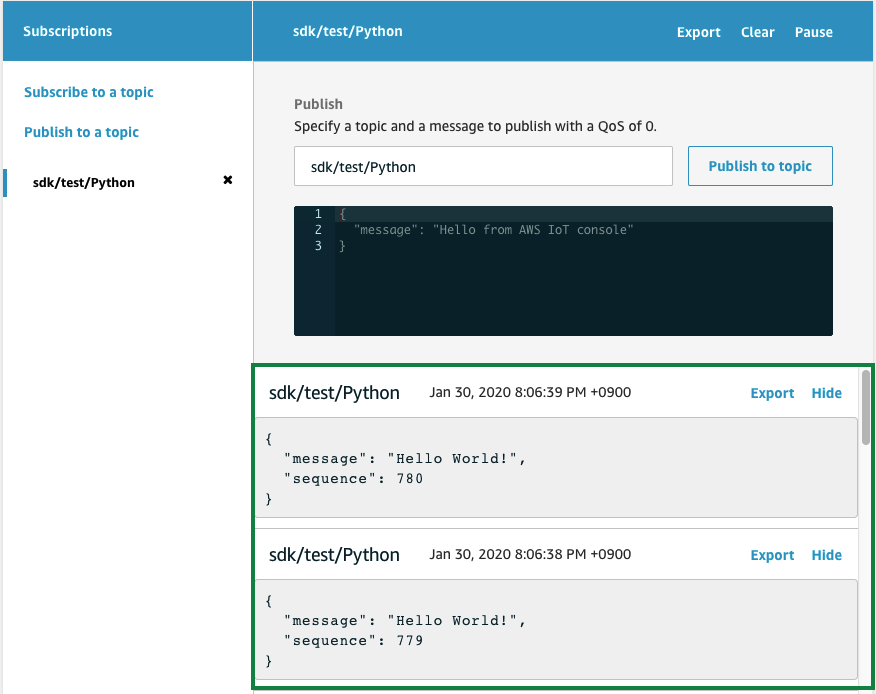 Subscriptions
sdk/test/Python
Export Clear Pause
Subscribe to a topic
Publish to a topic
sdk/test/Python ✖
Publish
Specify a topic and a message to publish with a QoS of 0.
sdk/test/Python
Publish to topic
1 {
2   "message": "Hello from AWS IoT console"
3 }
sdk/test/Python Jan 30, 2020 8:06:39 PM +0900 Export Hide
{
  "message": "Hello World!",
  "sequence": 780
}
sdk/test/Python Jan 30, 2020 8:06:38 PM +0900 Export Hide
{
  "message": "Hello World!",
  "sequence": 779
}